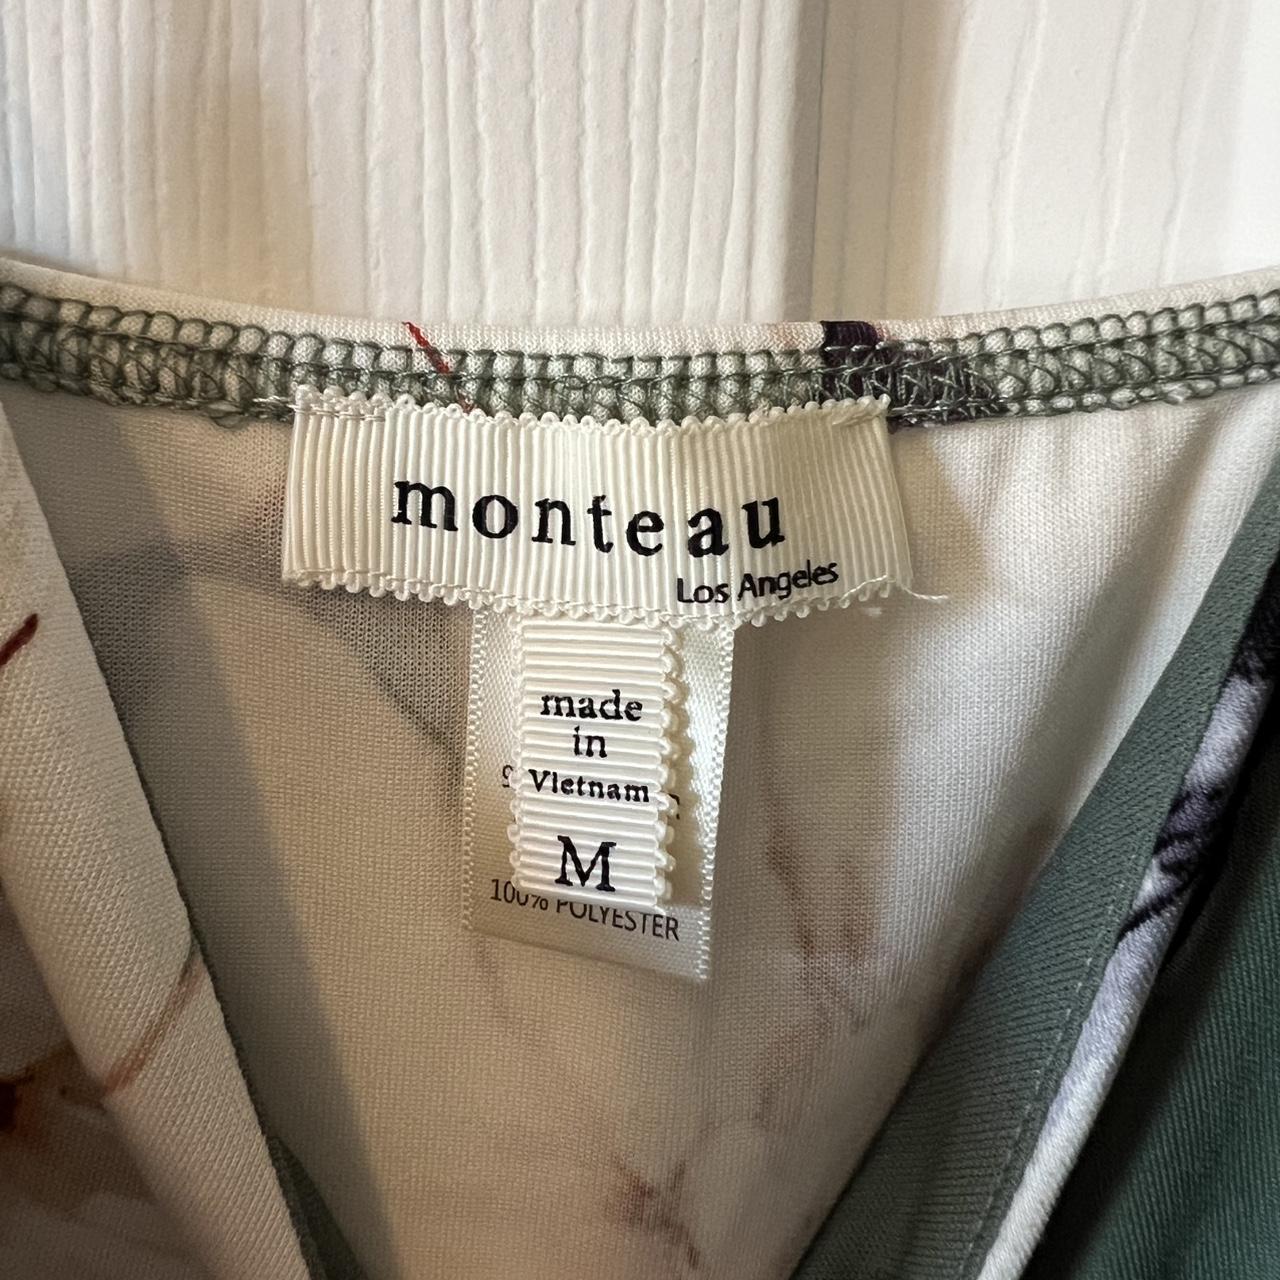 monteau
Los Angeles
made
in
Vietnam
M
100% POLYESTER